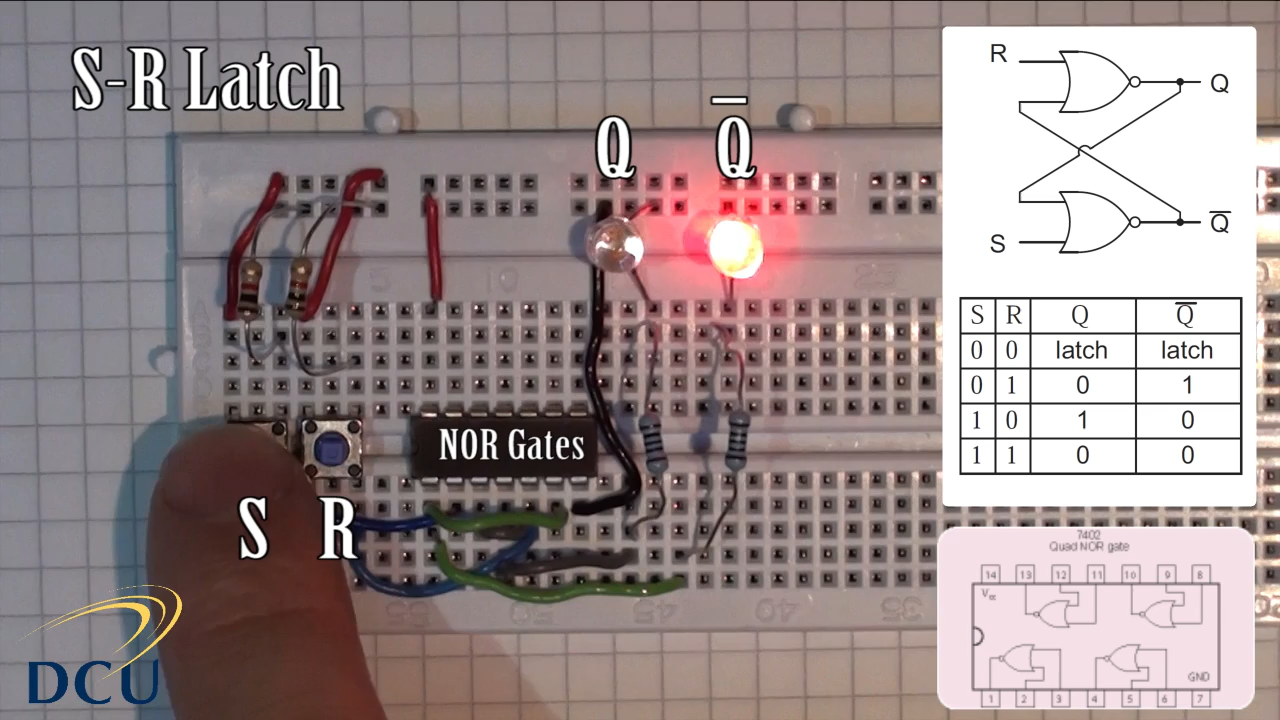 S-R Latch
Q
Q
NOR Gates
S R
DCU
R
Q
S
Q
S R Q Q
0 0 latch latch
0 1 0 1
1 0 1 0
1 1 0 0
7402
Quad NOR gate
14 13 12 11 10 9 8
Vcc
GND
1 2 3 4 5 6 7